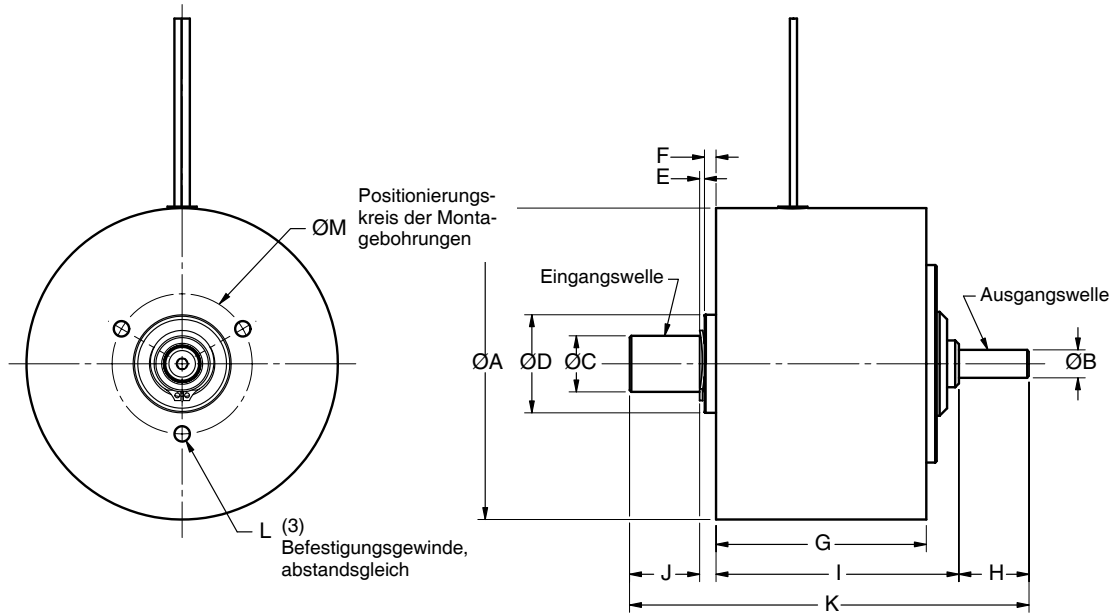 ØM
Positionierungs-
kreis der Monta-
gebohrungen
L (3)
Befestigungsgewinde,
abstandsgleich
F
E
Eingangswelle
Ausgangswelle
ØA
ØD
ØC
ØB
G
J
I
H
K